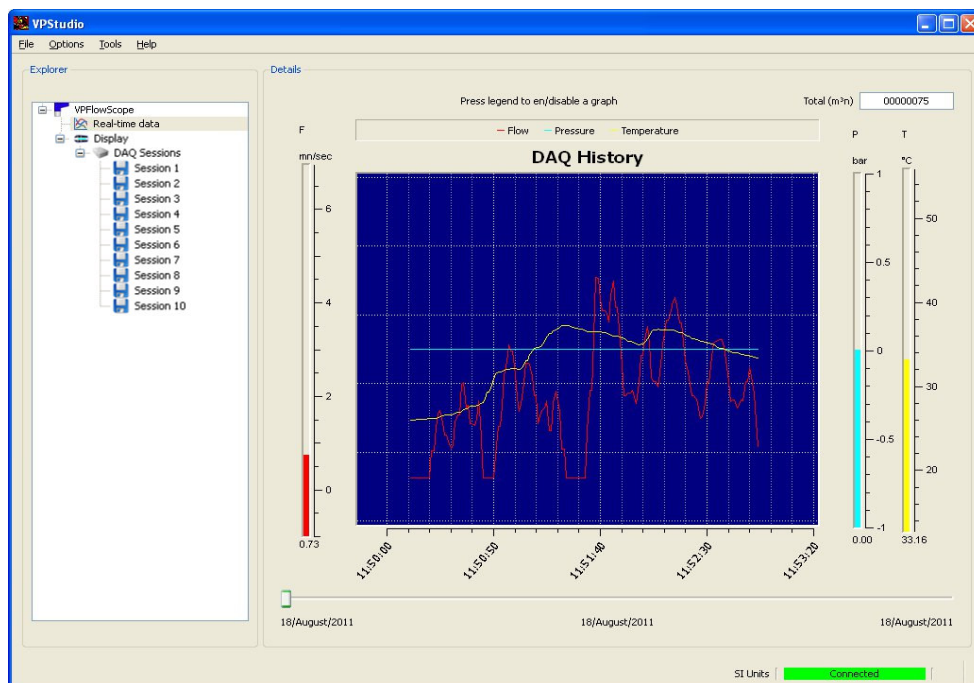 VPStudio
File Options Tools Help
Explorer
VPFlowScope
Real-time data
Display
DAQ Sessions
Session 1
Session 2
Session 3
Session 4
Session 5
Session 6
Session 7
Session 8
Session 9
Session 10
Details
Press legend to en/disable a graph
Total (m³n) 00000075
F
Flow Pressure Temperature
P T
mn/sec
DAQ History
bar °C
6
4
2
0
0.73
1
0.5
0
-0.5
-1
0.00
50
40
30
20
33.16
11:50:00 11:50:50 11:51:40 11:52:30 11:53:20
18/August/2011 18/August/2011 18/August/2011
SI Units Connected